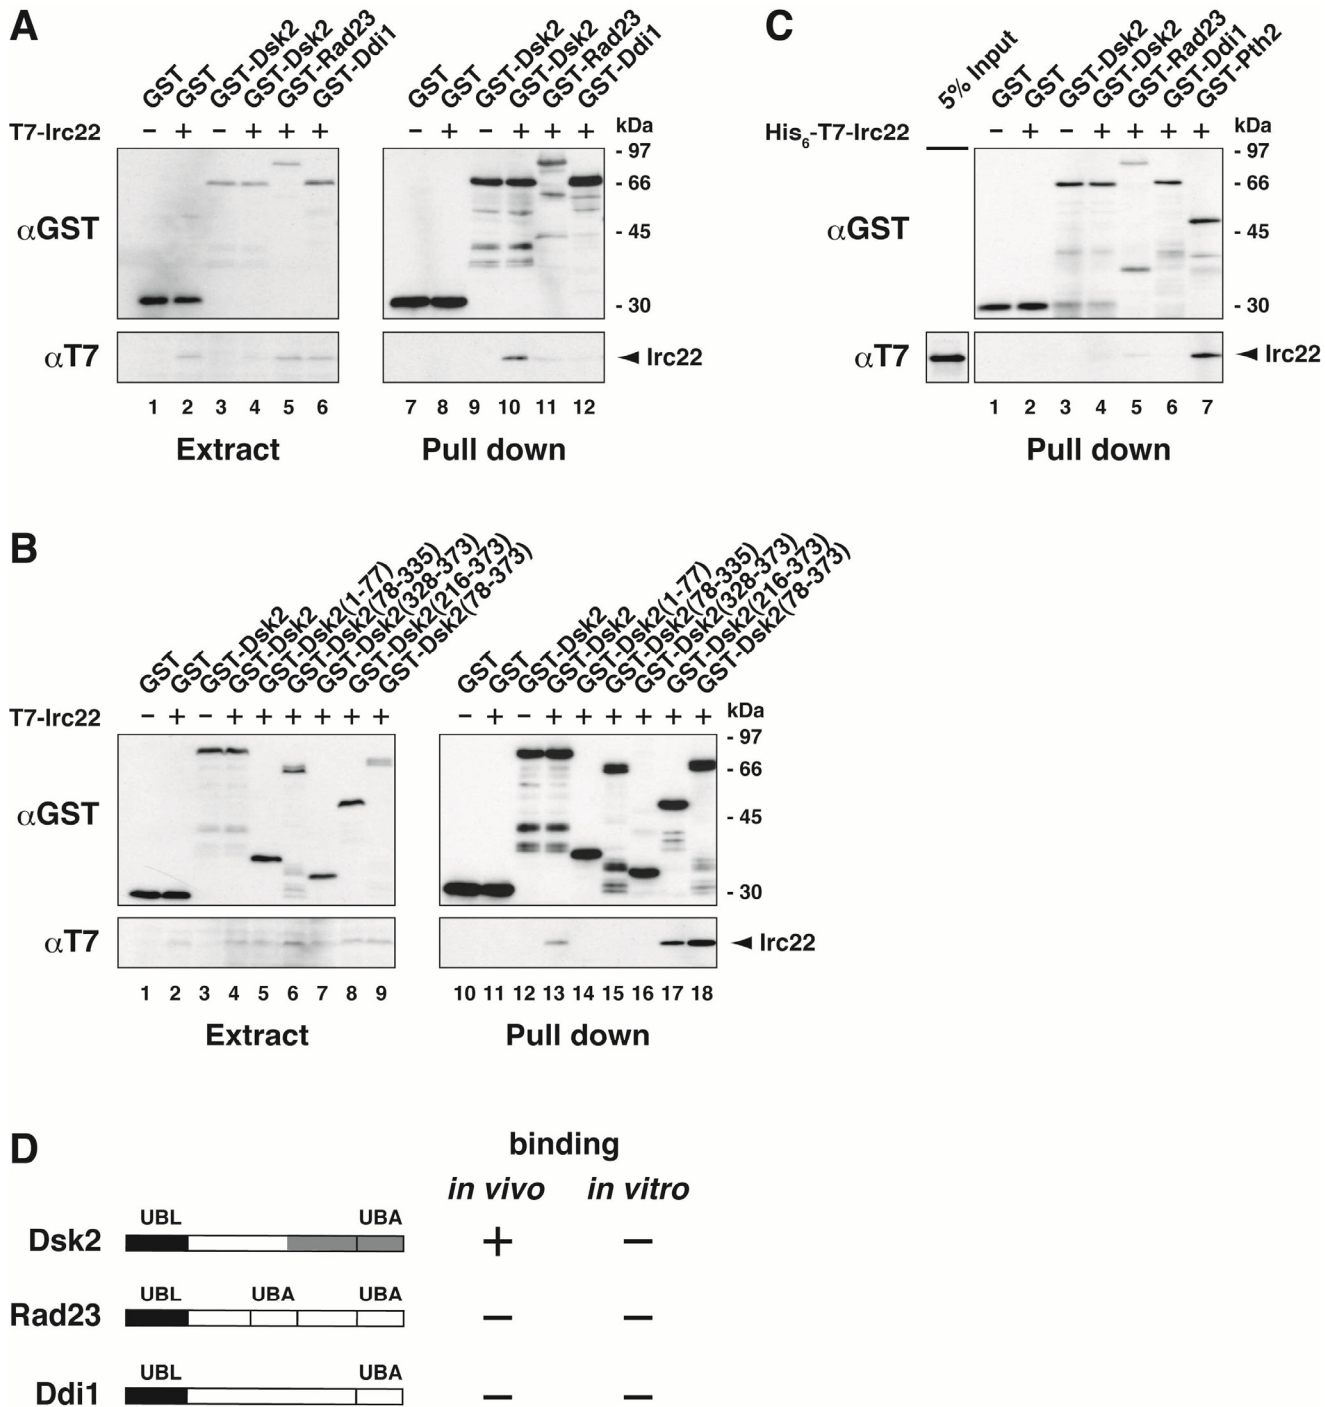 A
GST
GST
GST-Dsk2
GST-Dsk2
GST-Rad23
GST-Ddi1
GST
GST
GST-Dsk2
GST-Dsk2
GST-Rad23
GST-Ddi1
T7-Irc22 – + – + + + – + – + + + kDa
- 97
- 66
- 45
- 30
αGST
αT7
◄ Irc22
1 2 3 4 5 6 7 8 9 10 11 12
Extract Pull down
C
5% Input
GST
GST
GST-Dsk2
GST-Dsk2
GST-Rad23
GST-Ddi1
GST-Pth2
His6-T7-Irc22 – + – + + + + kDa
- 97
- 66
- 45
- 30
αGST
αT7
◄ Irc22
1 2 3 4 5 6 7
Pull down
B
GST
GST
GST-Dsk2
GST-Dsk2
GST-Dsk2(1-77)
GST-Dsk2(78-335)
GST-Dsk2(328-373)
GST-Dsk2(216-373)
GST-Dsk2(78-373)
GST
GST
GST-Dsk2
GST-Dsk2
GST-Dsk2(1-77)
GST-Dsk2(78-335)
GST-Dsk2(328-373)
GST-Dsk2(216-373)
GST-Dsk2(78-373)
T7-Irc22 – + – + + + + + + – + – + + + + + + kDa
- 97
- 66
- 45
- 30
αGST
αT7
◄ Irc22
1 2 3 4 5 6 7 8 9 10 11 12 13 14 15 16 17 18
Extract Pull down
D
binding
in vivo in vitro
UBL UBA
Dsk2 + –
UBL UBA UBA
Rad23 – –
UBL UBA
Ddi1 – –